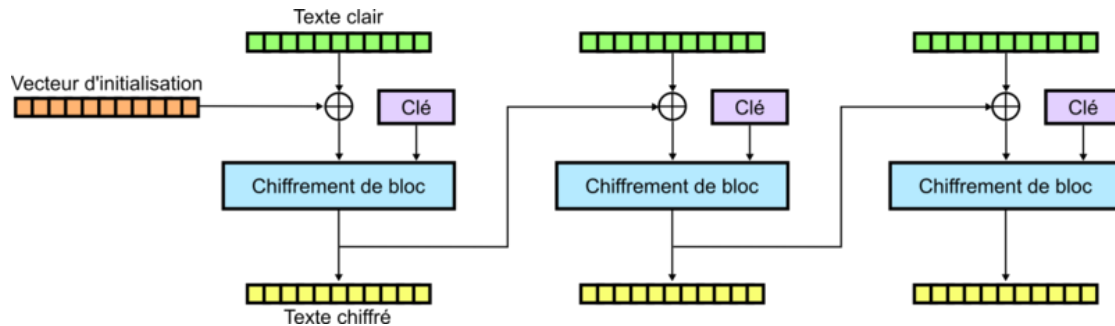 Texte clair
Vecteur d'initialisation
Clé
Clé
Clé
Chiffrement de bloc
Chiffrement de bloc
Chiffrement de bloc
Texte chiffré